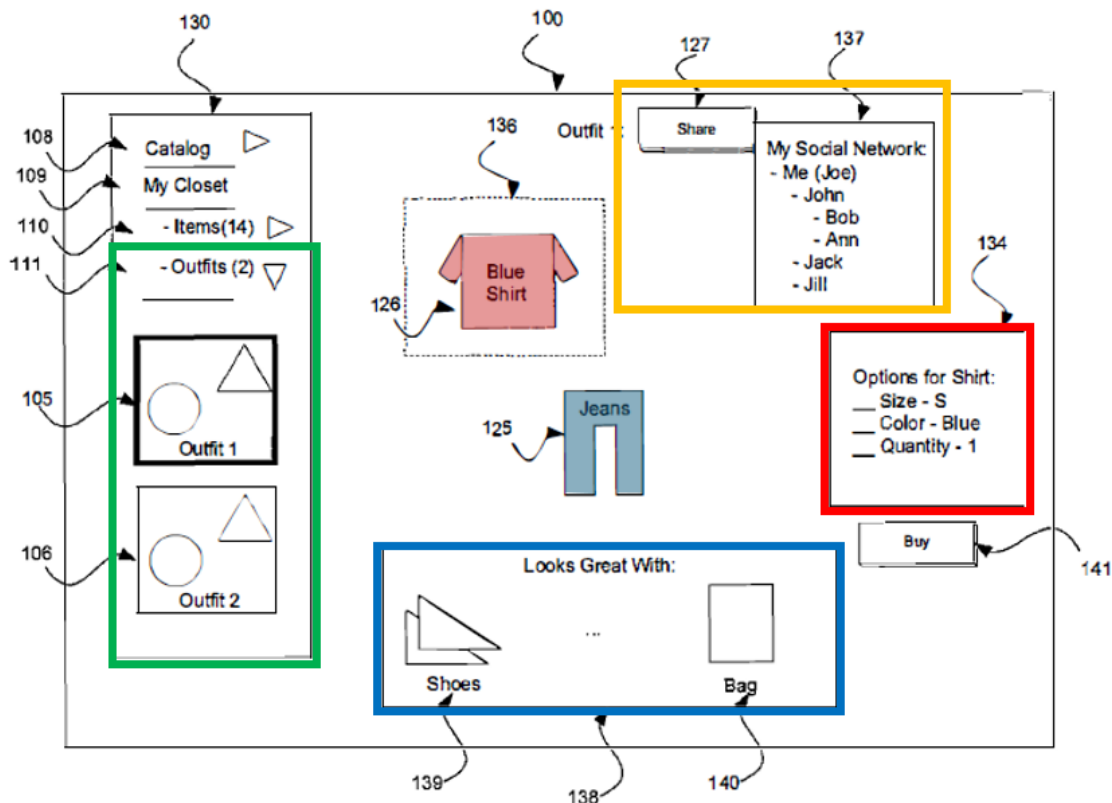 100
130
127
137
108
109
110
111
Catalog
My Closet
- Items(14)
- Outfits (2)
105
Outfit 1
106
Outfit 2
136
Outfit 1:
Share
My Social Network:
- Me (Joe)
- John
- Bob
- Ann
- Jack
- Jill
134
Blue
Shirt
126
Jeans
125
Options for Shirt:
__ Size - S
__ Color - Blue
__ Quantity - 1
Buy
141
Looks Great With:
...
Shoes
Bag
139
138
140